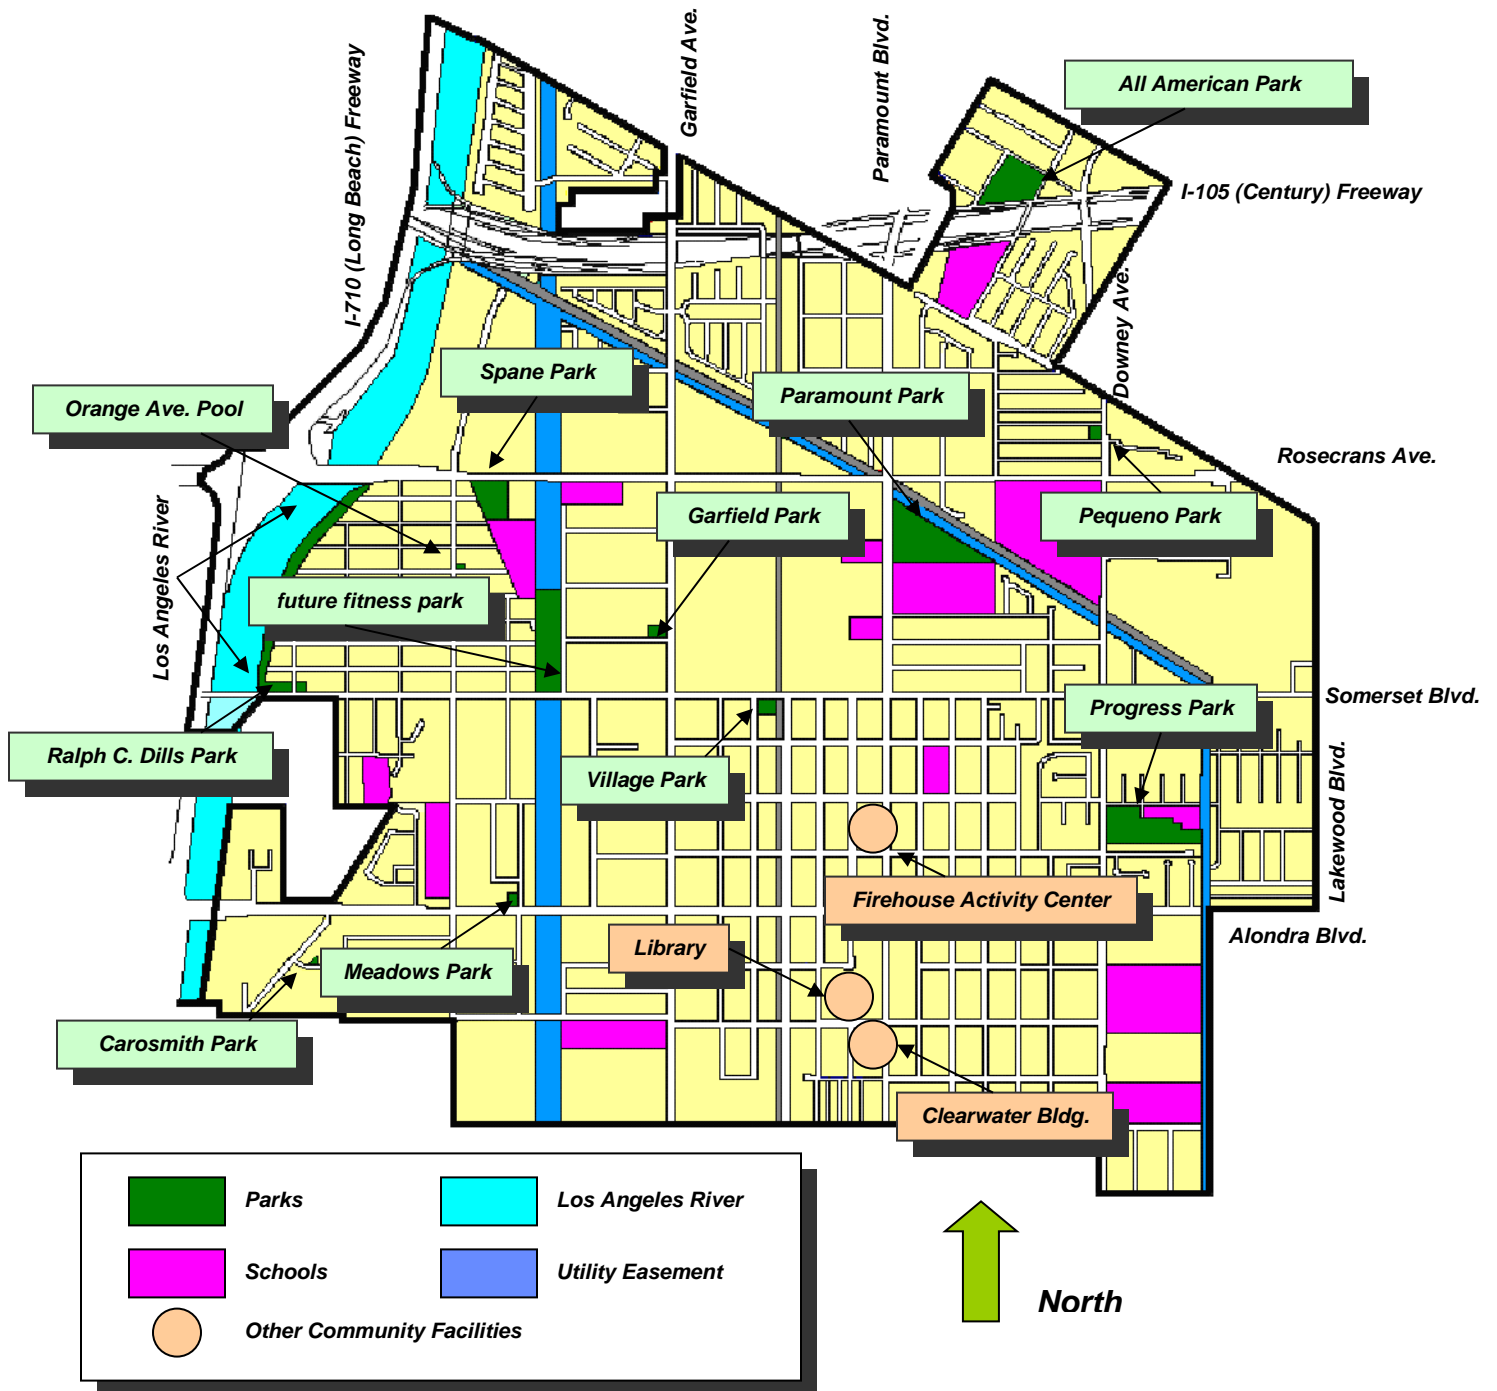 Garfield Ave.
Paramount Blvd.
I-710 (Long Beach) Freeway
All American Park
I-105 (Century) Freeway
Downey Ave.
Spane Park
Orange Ave. Pool
Paramount Park
Rosecrans Ave.
Los Angeles River
Garfield Park
Pequeno Park
future fitness park
Somerset Blvd.
Progress Park
Ralph C. Dills Park
Village Park
Lakewood Blvd.
Firehouse Activity Center
Alondra Blvd.
Library
Meadows Park
Carosmith Park
Clearwater Bldg.
Parks
Los Angeles River
Schools
Utility Easement
Other Community Facilities
North